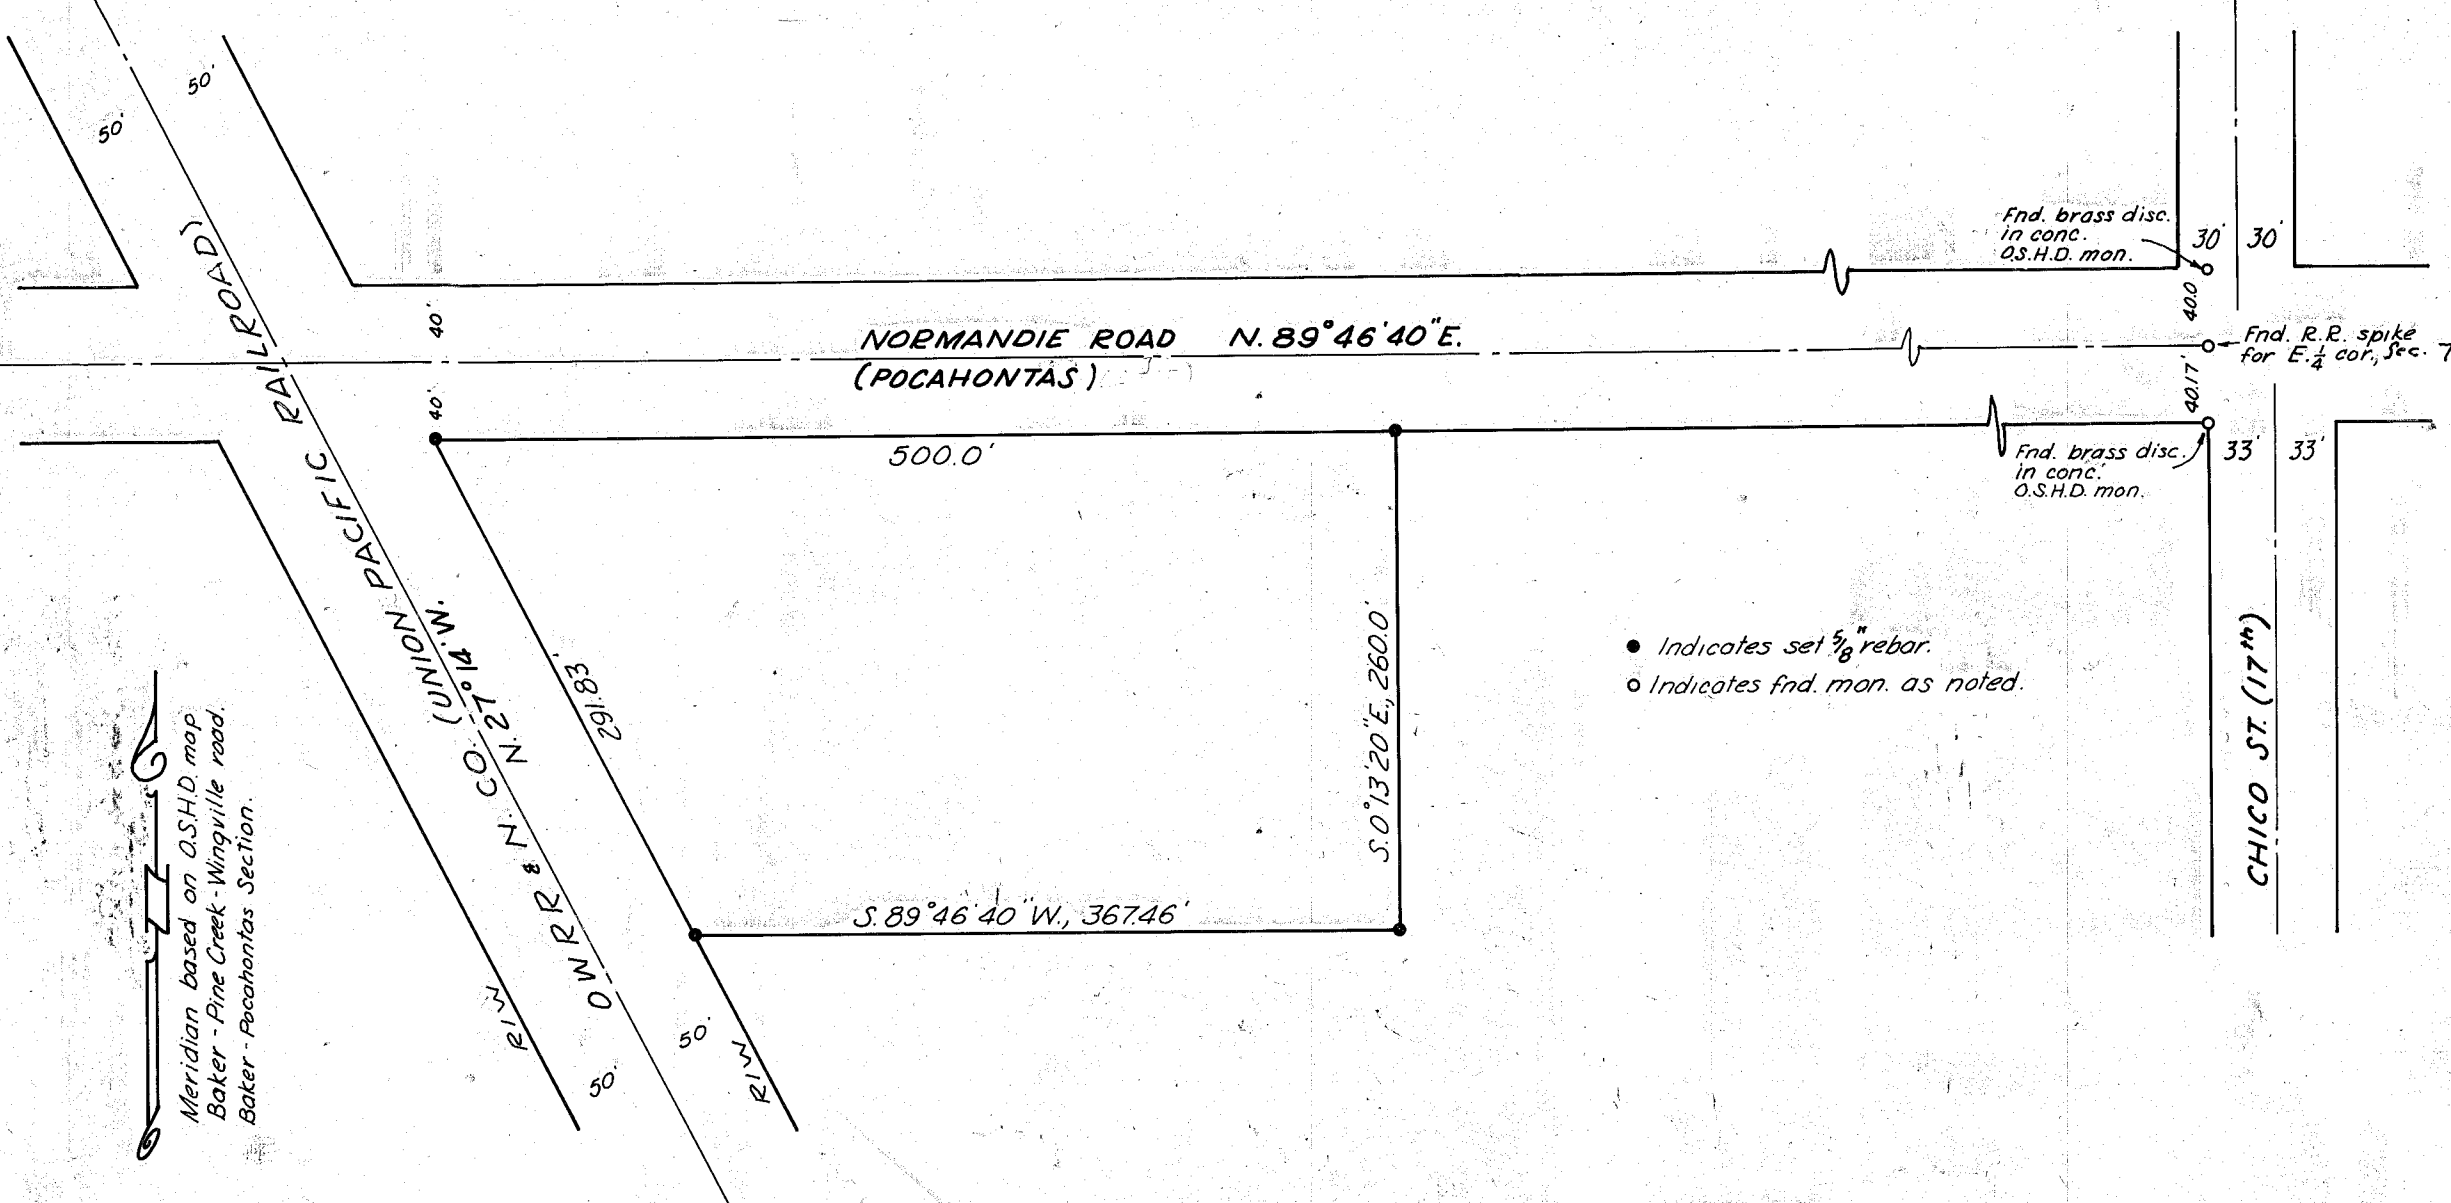 50'
50'
Fnd. brass disc.
in conc.
O.S.H.D. mon.
30' 30'
40'
40.0
NORMANDIE ROAD N. 89°46'40"E.
(POCAHONTAS)
Fnd. R.R. spike
for E. 1/4 cor., Sec. 7
40'
40.17'
500.0'
Fnd. brass disc.
in conc.
O.S.H.D. mon.
33' 33'
OWRR & N. CO. (UNION PACIFIC RAILROAD)
N. 27°14' W.
291.83'
S. 0°13'20"E., 260.0'
● Indicates set 5/8" rebar.
○ Indicates fnd. mon. as noted.
CHICO ST. (17th)
S. 89°46'40"W., 367.46'
N
Meridian based on O.S.H.D. map
Baker - Pine Creek - Wingville road.
Baker - Pocahontas Section.
R/W
50'
50'
R/W